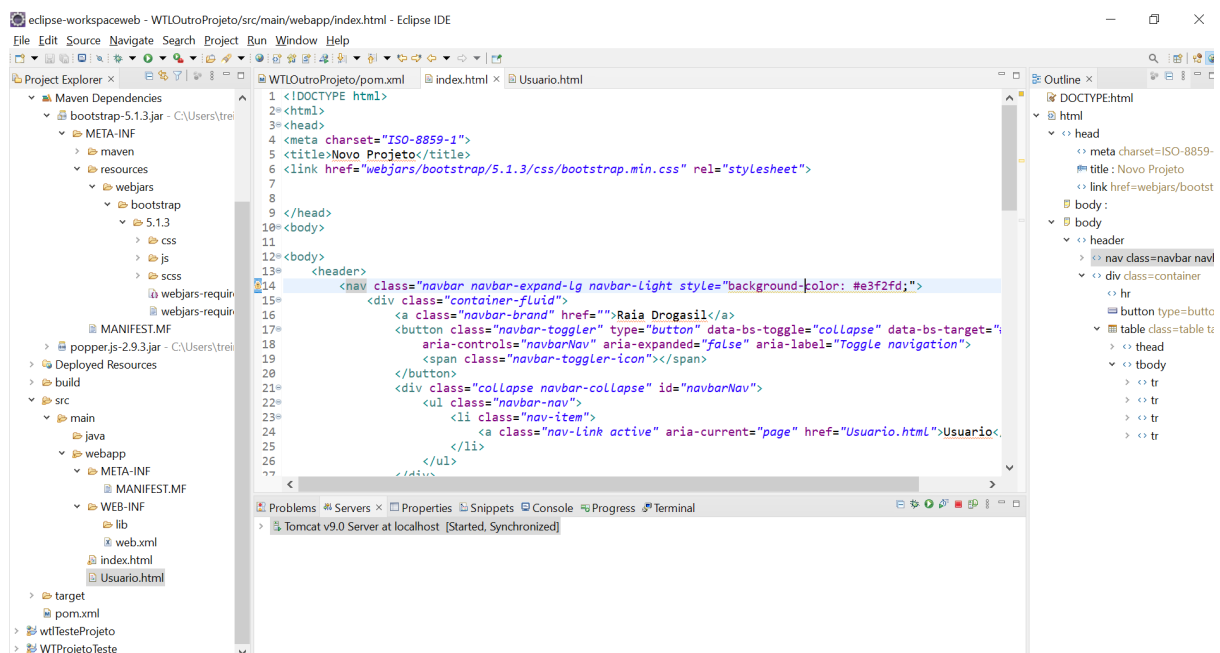 eclipse-workspaceweb - WTLOutroProjeto/src/main/webapp/index.html - Eclipse IDE
File Edit Source Navigate Search Project Run Window Help
Project Explorer
Maven Dependencies
bootstrap-5.1.3.jar - C:\Users\trei
META-INF
maven
resources
webjars
bootstrap
5.1.3
css
js
scss
webjars-requir
webjars-requir
MANIFEST.MF
popper.js-2.9.3.jar - C:\Users\trei
Deployed Resources
build
src
main
java
webapp
META-INF
MANIFEST.MF
WEB-INF
lib
web.xml
index.html
Usuario.html
target
pom.xml
wtlTesteProjeto
WTProjetoTeste
WTLOutroProjeto/pom.xml index.html Usuario.html
1 <!DOCTYPE html>
2 <html>
3 <head>
4 <meta charset="ISO-8859-1">
5 <title>Novo Projeto</title>
6 <link href="webjars/bootstrap/5.1.3/css/bootstrap.min.css" rel="stylesheet">
7
8
9 </head>
10 <body>
11
12 <body>
13 <header>
14 <nav class="navbar navbar-expand-lg navbar-light style="background-color: #e3f2fd;">
15 <div class="container-fluid">
16 <a class="navbar-brand" href="">Raia Drogasil</a>
17 <button class="navbar-toggler" type="button" data-bs-toggle="collapse" data-bs-target="
18 aria-controls="navbarNav" aria-expanded="false" aria-label="Toggle navigation">
19 <span class="navbar-toggler-icon"></span>
20 </button>
21 <div class="collapse navbar-collapse" id="navbarNav">
22 <ul class="navbar-nav">
23 <li class="nav-item">
24 <a class="nav-link active" aria-current="page" href="Usuario.html">Usuario<
25 </li>
26 </ul>
27 </div>
Problems Servers Properties Snippets Console Progress Terminal
Tomcat v9.0 Server at localhost [Started, Synchronized]
Outline
DOCTYPE:html
html
head
meta charset=ISO-8859-
title : Novo Projeto
link href=webjars/bootst
body :
body
header
nav class=navbar navl
div class=container
hr
button type=butto
table class=table ta
thead
tbody
tr
tr
tr
tr